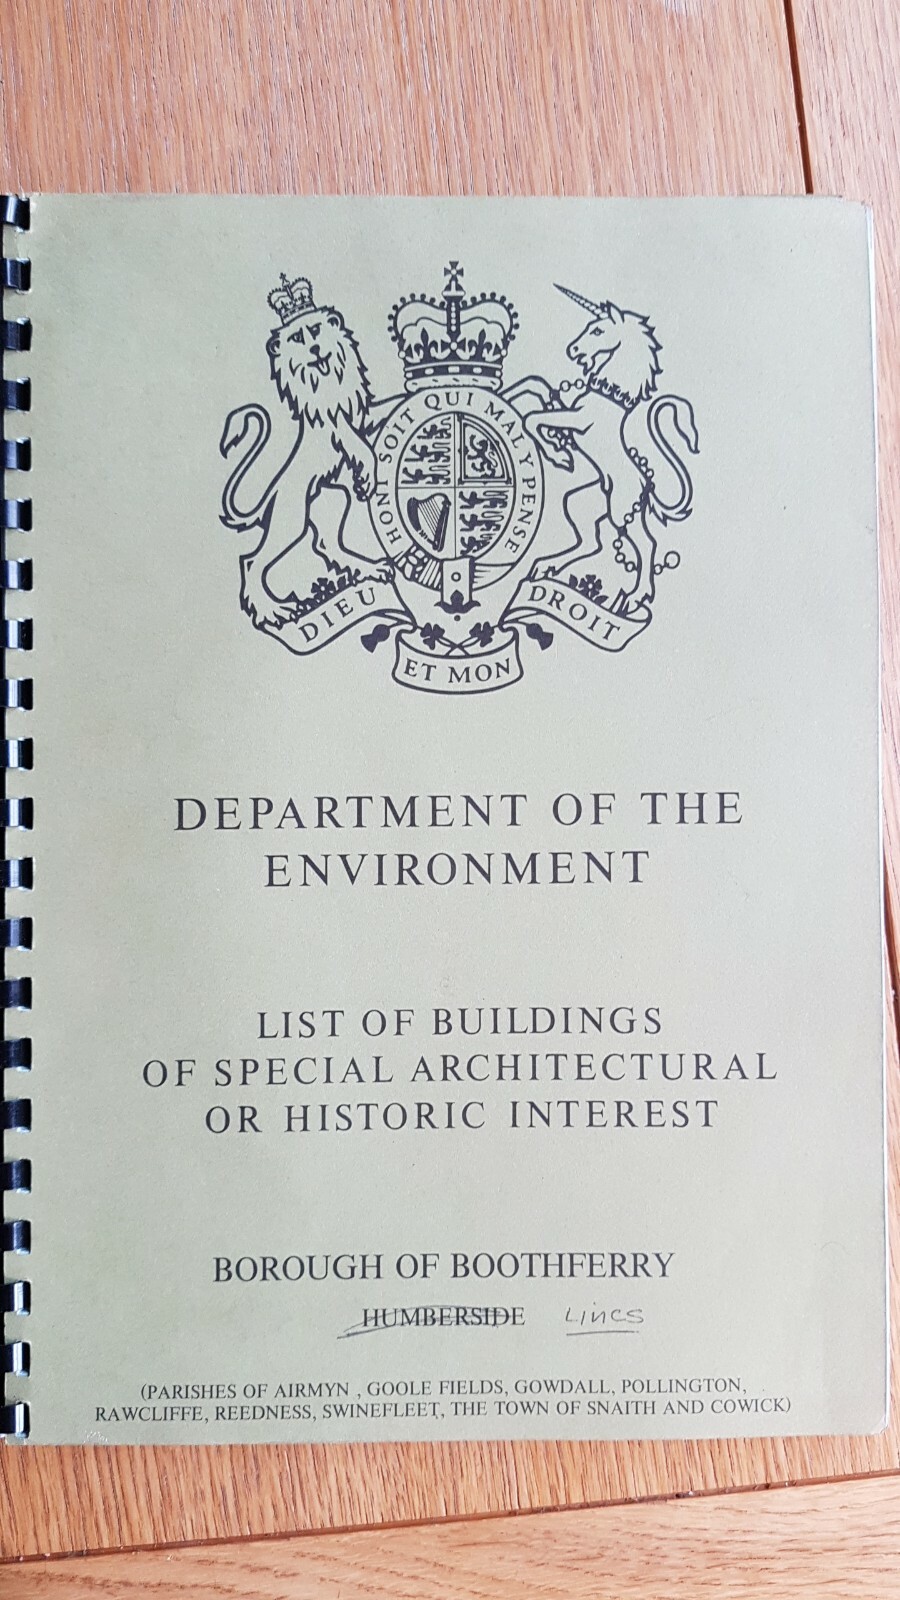 HONI SOIT QUI MAL Y PENSE
DIEU ET MON DROIT
DEPARTMENT OF THE
ENVIRONMENT
LIST OF BUILDINGS
OF SPECIAL ARCHITECTURAL
OR HISTORIC INTEREST
BOROUGH OF BOOTHFERRY
HUMBERSIDE Lincs
(PARISHES OF AIRMYN , GOOLE FIELDS, GOWDALL, POLLINGTON,
RAWCLIFFE, REEDNESS, SWINEFLEET, THE TOWN OF SNAITH AND COWICK)